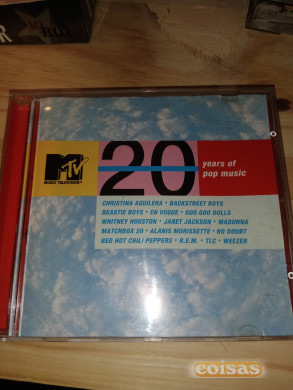 MTV
MUSIC TELEVISION
20
years of
pop music
CHRISTINA AGUILERA • BACKSTREET BOYS
BEASTIE BOYS • EN VOGUE • GOO GOO DOLLS
WHITNEY HOUSTON • JANET JACKSON • MADONNA
MATCHBOX 20 • ALANIS MORISSETTE • NO DOUBT
RED HOT CHILI PEPPERS • R.E.M. • TLC • WEEZER
coisas